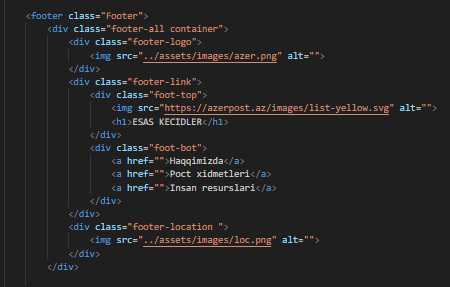 <footer class="Footer">
<div class="footer-all container">
<div class="footer-logo">
<img src="../assets/images/azer.png" alt="">
</div>
<div class="footer-link">
<div class="foot-top">
<img src="https://azerpost.az/images/list-yellow.svg" alt="">
<h1>ESAS KECIDLER</h1>
</div>
<div class="foot-bot">
<a href="">Haqqimizda</a>
<a href="">Poct xidmetleri</a>
<a href="">Insan resurslari</a>
</div>
</div>
<div class="footer-location ">
<img src="../assets/images/loc.png" alt="">
</div>
</div>